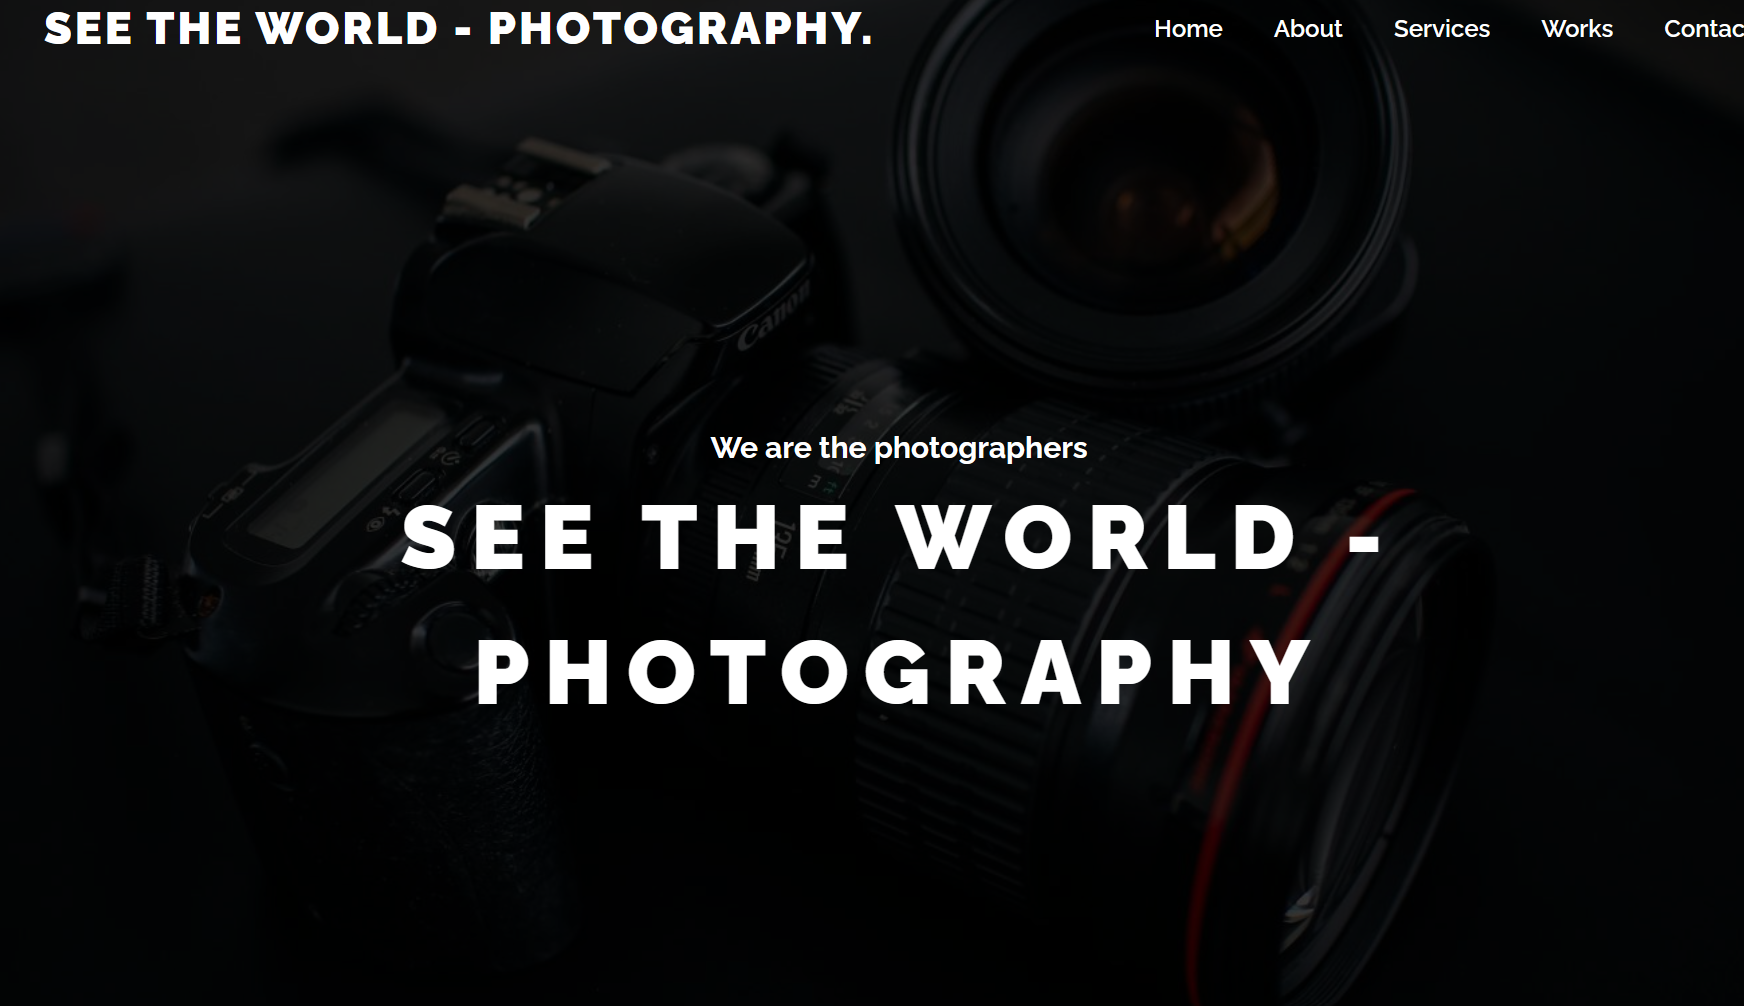 SEE THE WORLD - PHOTOGRAPHY.
Home About Services Works Contac
Canon
We are the photographers
SEE THE WORLD -
PHOTOGRAPHY